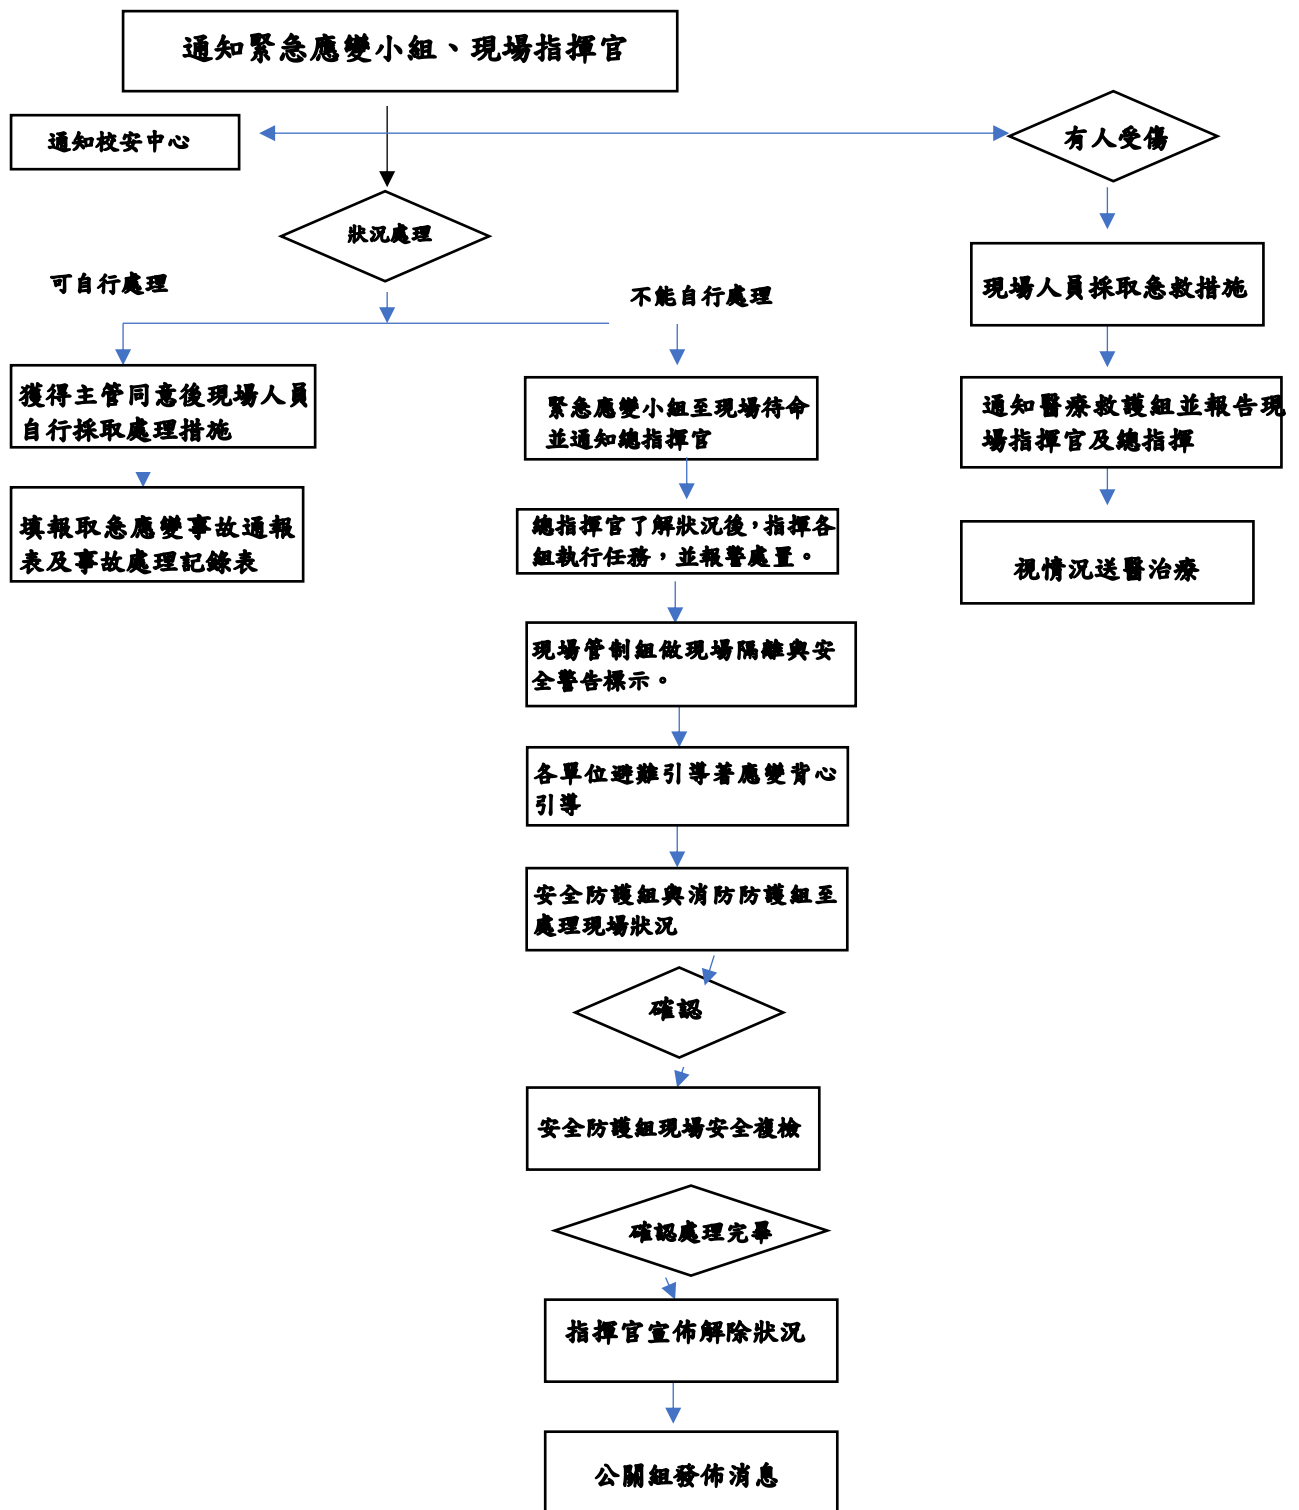 通知緊急應變小組、現場指揮官
通知校安中心
有人受傷
狀況處理
可自行處理
不能自行處理
現場人員採取急救措施
獲得主管同意後現場人員
自行採取處理措施
緊急應變小組至現場待命
並通知總指揮官
通知醫療救護組並報告現
場指揮官及總指揮
填報取急應變事故通報
表及事故處理記錄表
總指揮官了解狀況後，指揮各
組執行任務，並報警處置。
視情況送醫治療
現場管制組做現場隔離與安
全警告標示。
各單位避難引導著應變背心
引導
安全防護組與消防防護組至
處理現場狀況
確認
安全防護組現場安全複檢
確認處理完畢
指揮官宣佈解除狀況
公關組發佈消息